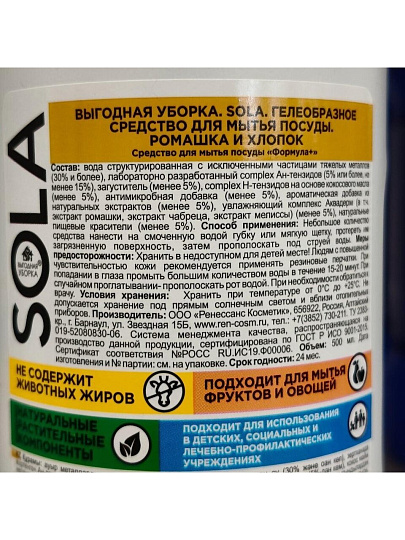 SOLA
ВЫГОДНАЯ УБОРКА
ВЫГОДНАЯ УБОРКА. SOLA. ГЕЛЕОБРАЗНОЕ
СРЕДСТВО ДЛЯ МЫТЬЯ ПОСУДЫ.
РОМАШКА И ХЛОПОК
Средство для мытья посуды «Формула+»
Состав: вода структурированная с исключенными частицами тяжелых металлов
(30% и более), лабораторно разработанный complex Ан-тензидов (5% или более, но
менее 15%), загуститель (менее 5%), complex Н-тензидов на основе кокосового масла
(менее 5%), антимикробная добавка (менее 5%), ароматическая добавка из
натуральных экстрактов (менее 5%), увлажняющий комплекс Аквадерм (в т.ч.
экстракт ромашки, экстракт чабреца, экстракт мелиссы) (менее 5%), натуральные
пищевые красители (менее 5%). Способ применения: Небольшое количество
средства нанести на смоченную водой губку или мягкую щетку, протереть
загрязненную поверхность, затем прополоскать под струей воды. Меры
предосторожности: Хранить в недоступном для детей месте! Людям с повышенной
чувствительностью кожи рекомендуется применять резиновые перчатки. При
попадании в глаза промыть большим количеством воды в течение 15-20 минут. При
случайном проглатывании- прополоскать рот водой. При необходимости обратиться к
врачу. Условия хранения: Хранить при температуре от 0°С до +25°С. Не
допускается хранение под прямым солнечным светом и вблизи отопительных
приборов. Производитель: ООО «Ренессанс Косметик», 656922, Россия, Алтайский
кр., г. Барнаул, ул. Звездная 15Б, www.ren-cosm.ru, тел.: +7(3852) 730-211. ТУ 2383-
019-52080830-06. Система менеджмента качества, распространяющаяся на
производство данной продукции, сертифицирована по ГОСТ Р ИСО 9001-2015.
Сертификат соответствия №РОСС RU.ИС19.Ф0006. Объем: 500 мл. Дата
изготовления и № партии: см. на упаковке. Срок годности: 24 мес.
НЕ СОДЕРЖИТ
ЖИВОТНЫХ ЖИРОВ
ПОДХОДИТ ДЛЯ МЫТЬЯ
ФРУКТОВ И ОВОЩЕЙ
НАТУРАЛЬНЫЕ
РАСТИТЕЛЬНЫЕ
КОМПОНЕНТЫ
ПОДХОДИТ ДЛЯ ИСПОЛЬЗОВАНИЯ
В ДЕТСКИХ, СОЦИАЛЬНЫХ И
ЛЕЧЕБНО-ПРОФИЛАКТИЧЕСКИХ
УЧРЕЖДЕНИЯХ